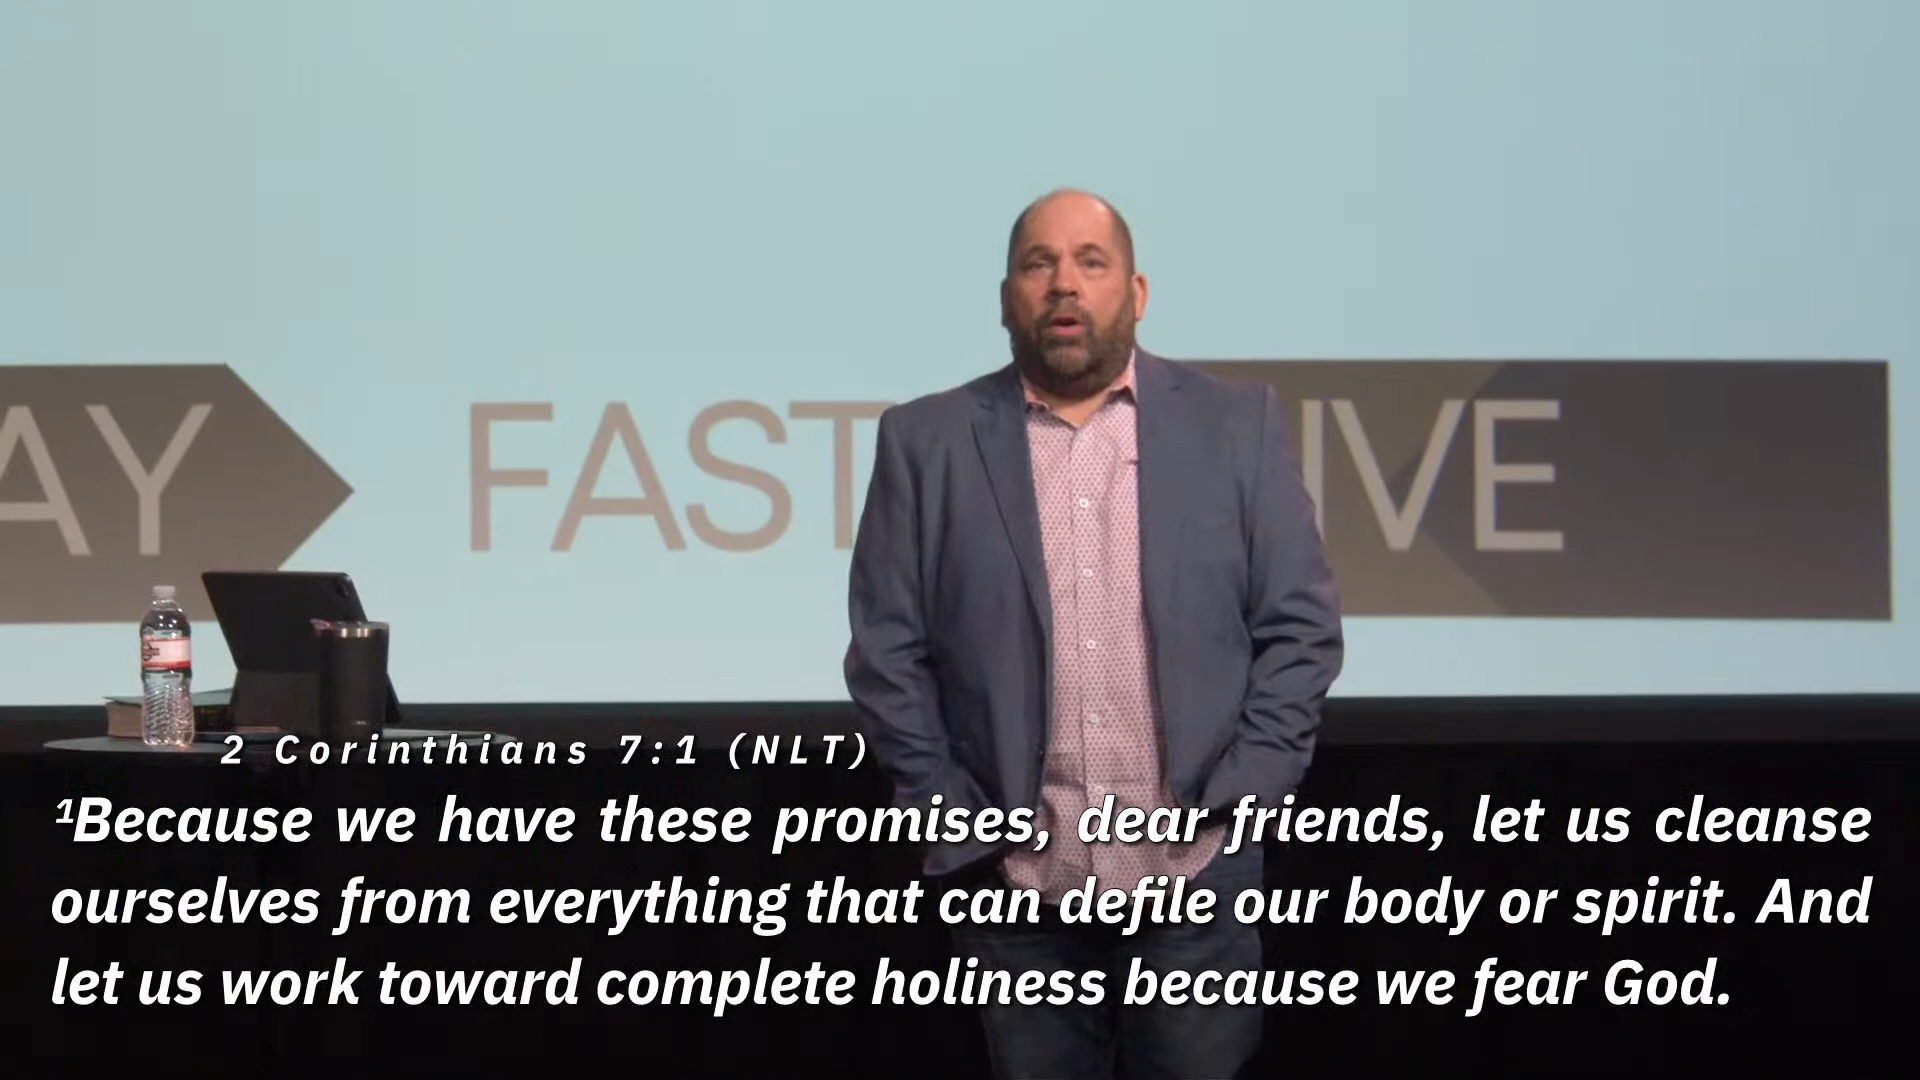 AY FAST IVE
2 Corinthians 7:1 (NLT)
¹Because we have these promises, dear friends, let us cleanse
ourselves from everything that can defile our body or spirit. And
let us work toward complete holiness because we fear God.